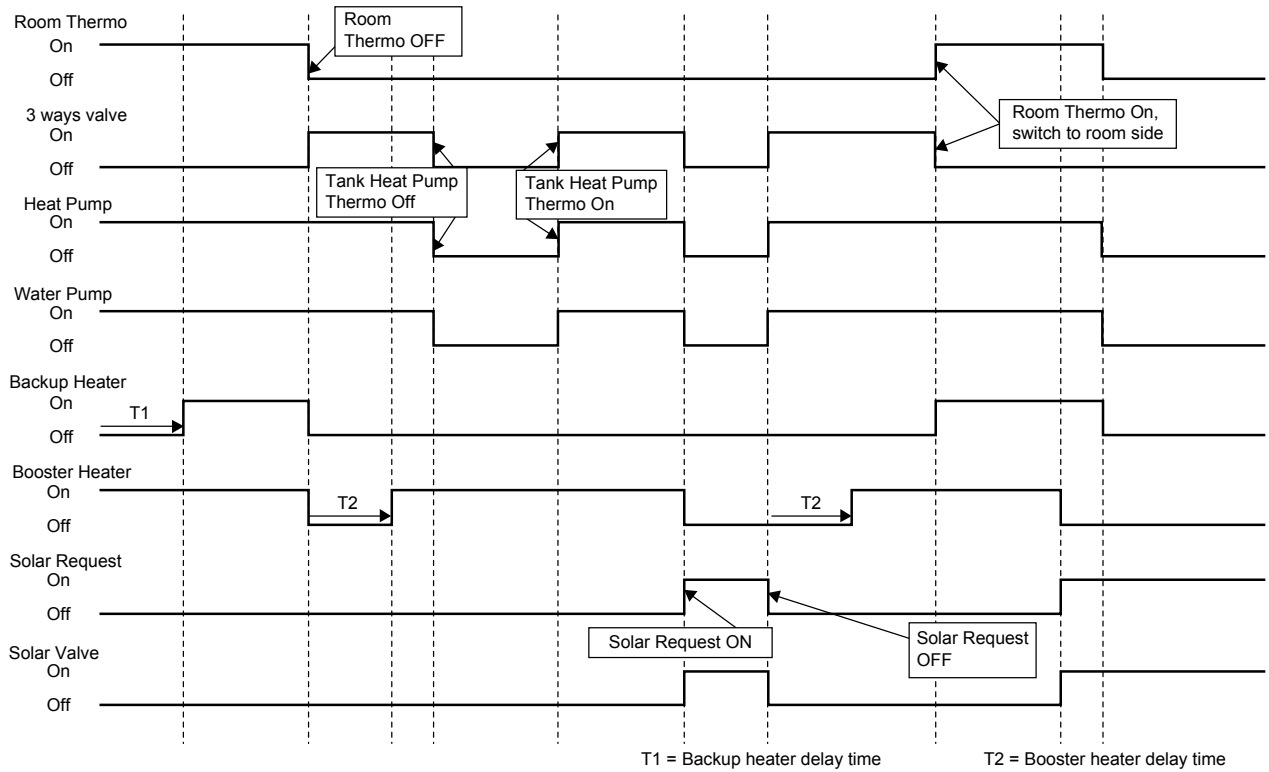 Room Thermo
On
Off
Room
Thermo OFF
3 ways valve
On
Off
Room Thermo On,
switch to room side
Tank Heat Pump
Thermo Off
Tank Heat Pump
Thermo On
Heat Pump
On
Off
Water Pump
On
Off
Backup Heater
On
T1
Off
Booster Heater
On
T2
T2
Off
Solar Request
On
Off
Solar Request ON
Solar Request
OFF
Solar Valve
On
Off
T1 = Backup heater delay time
T2 = Booster heater delay time